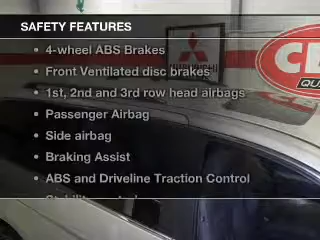 SAFETY FEATURES
• 4-wheel ABS Brakes
• Front Ventilated disc brakes
• 1st, 2nd and 3rd row head airbags
• Passenger Airbag
• Side airbag
• Braking Assist
• ABS and Driveline Traction Control